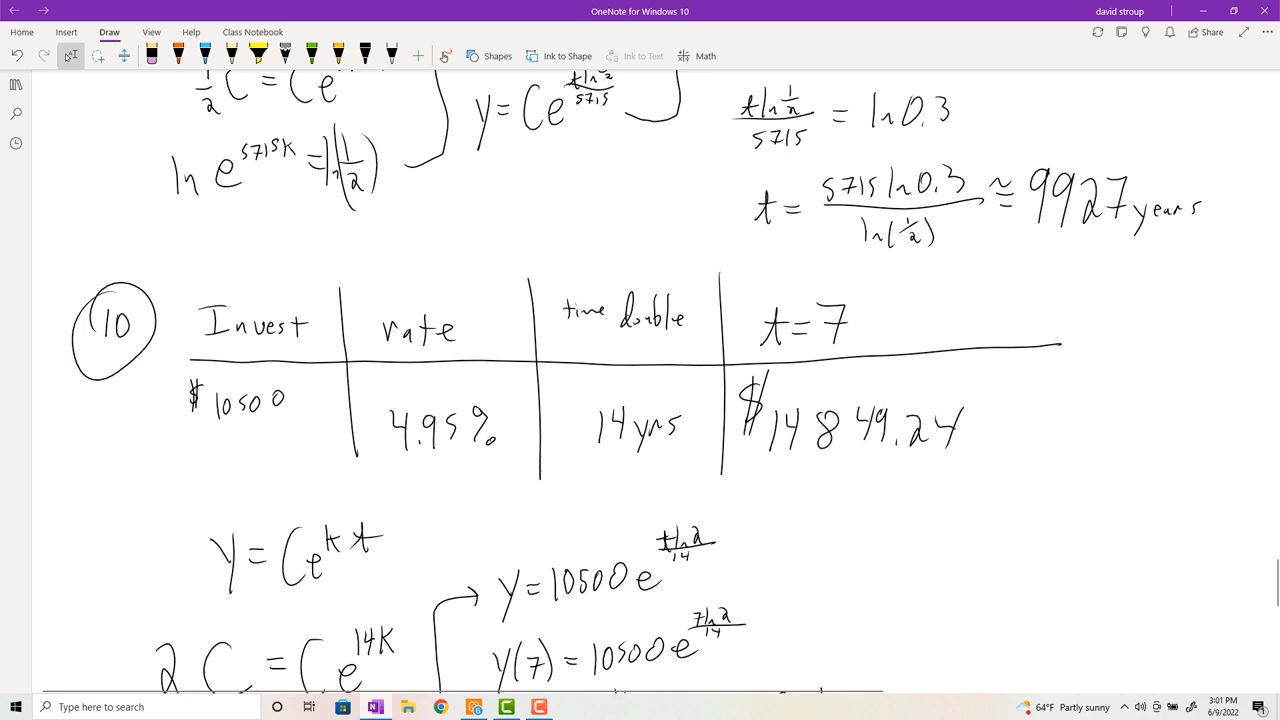 OneNote for Windows 10
david stroup
Home Insert Draw View Help Class Notebook
Share
Shapes Ink to Shape Ink to Text Math
1/2 C = Ce
y = Ce^(t ln 1/2 / 5715)
t ln 1/2 / 5715 = ln 0.3
ln e^(5715K) = ln(1/2)
t = 5715 ln 0.3 / ln(1/2) ≅ 9927 years
10 Invest rate time double t = 7
$10500 4.95% 14 yrs $14849.24
y = Ce^(kt)
y = 10500 e^(t ln 2 / 14)
2C = Ce^(14K)
y(7) = 10500 e^(7 ln 2 / 14)
Type here to search
64°F Partly sunny
3:01 PM
6/9/2022